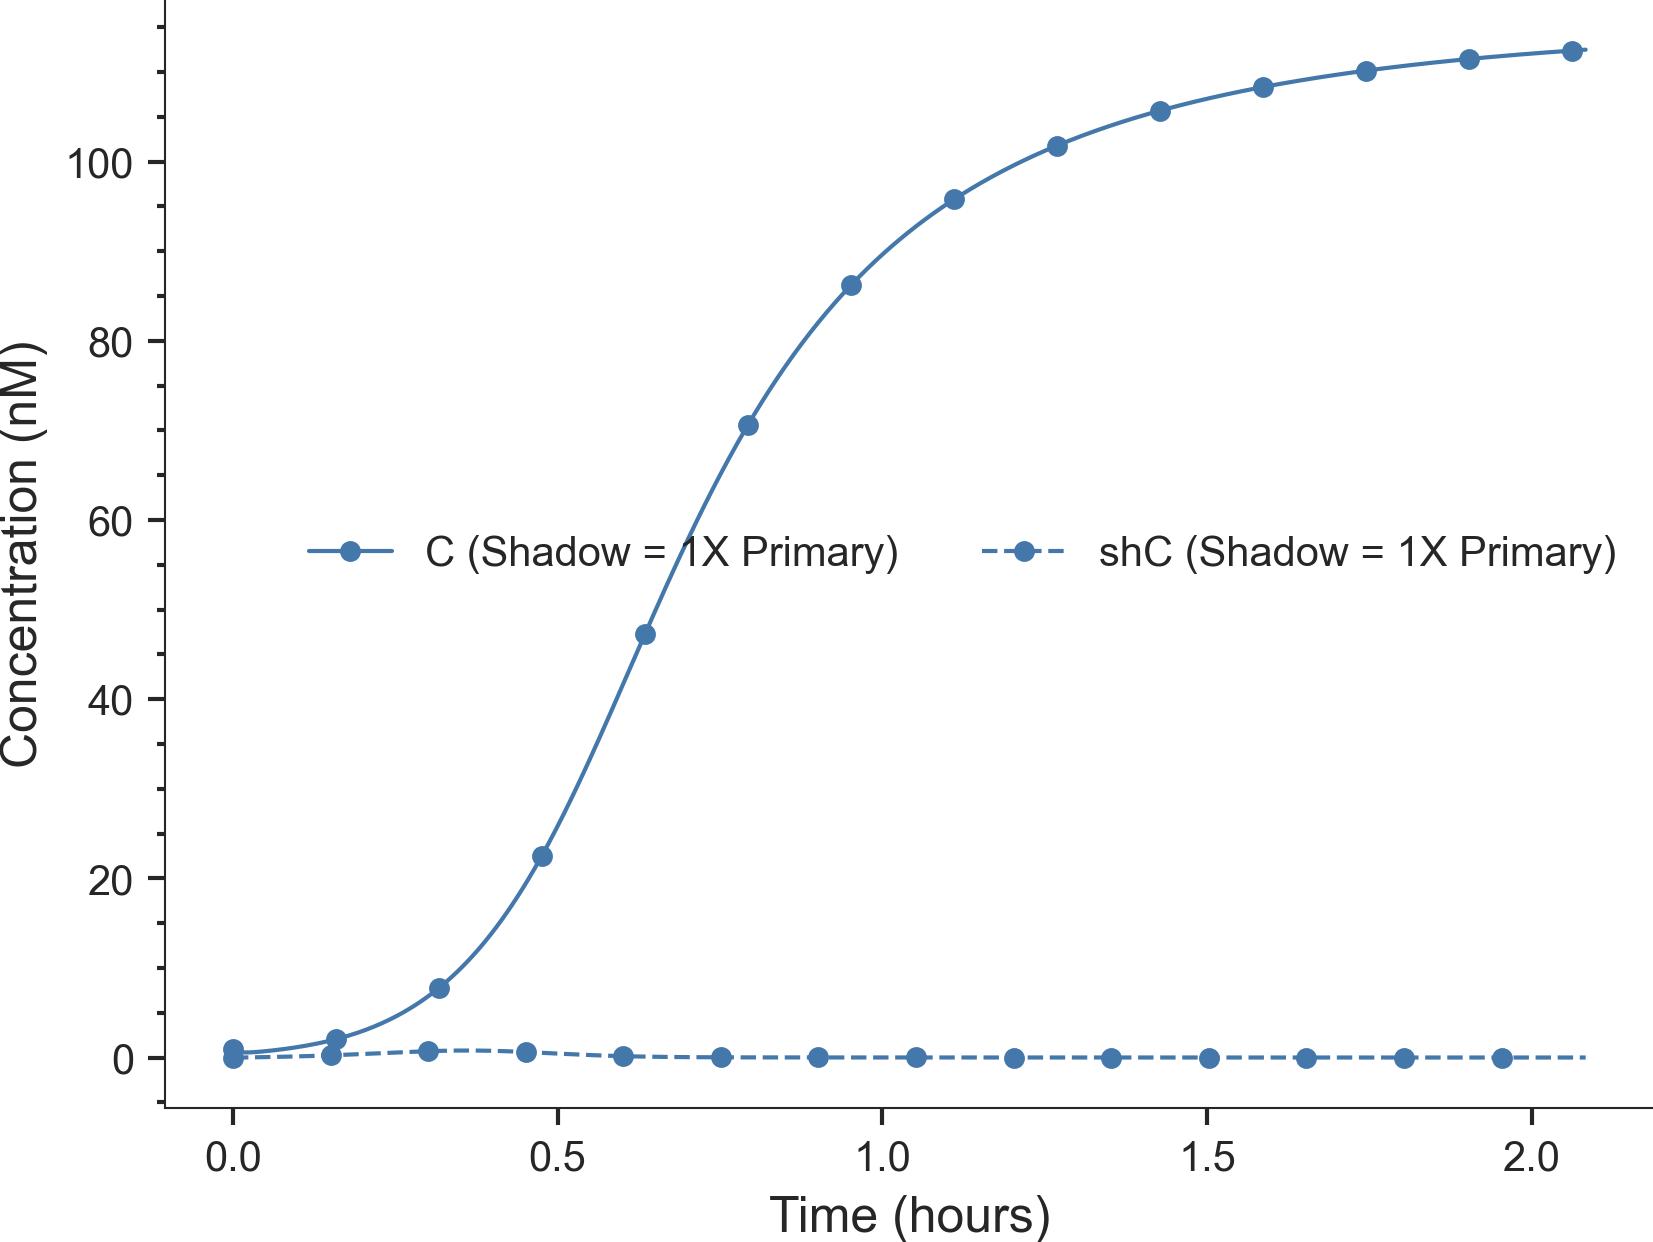 Concentration (nM)
100
80
60
40
20
0
C (Shadow = 1X Primary)
shC (Shadow = 1X Primary)
0.0 0.5 1.0 1.5 2.0
Time (hours)